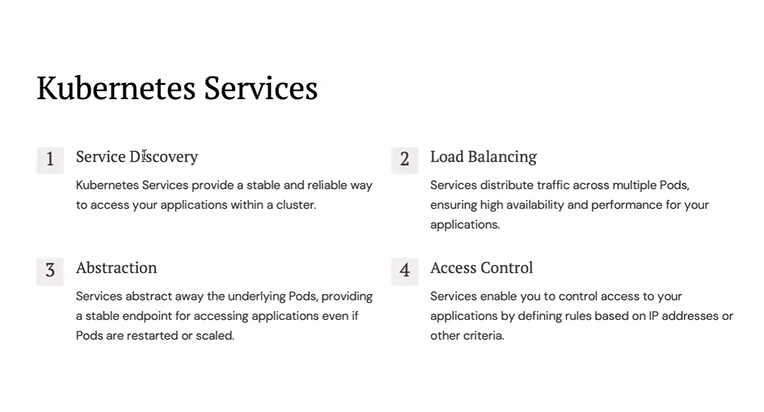 Kubernetes Services
1
Service Discovery
Kubernetes Services provide a stable and reliable way
to access your applications within a cluster.
2
Load Balancing
Services distribute traffic across multiple Pods,
ensuring high availability and performance for your
applications.
3
Abstraction
Services abstract away the underlying Pods, providing
a stable endpoint for accessing applications even if
Pods are restarted or scaled.
4
Access Control
Services enable you to control access to your
applications by defining rules based on IP addresses or
other criteria.